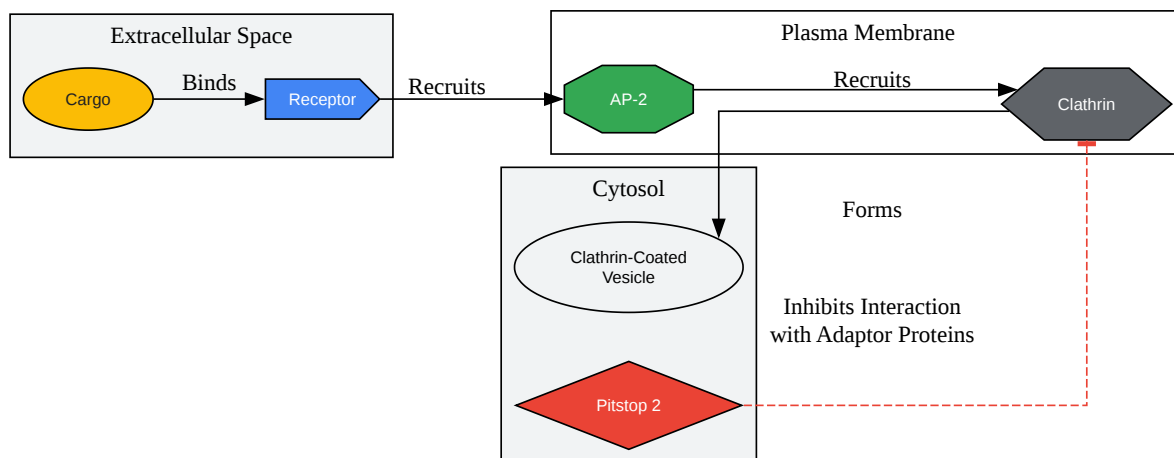 Extracellular Space
Plasma Membrane
Cargo
Binds
Receptor
Recruits
AP-2
Recruits
Clathrin
Cytosol
Forms
Clathrin-Coated
Vesicle
Inhibits Interaction
with Adaptor Proteins
Pitstop 2